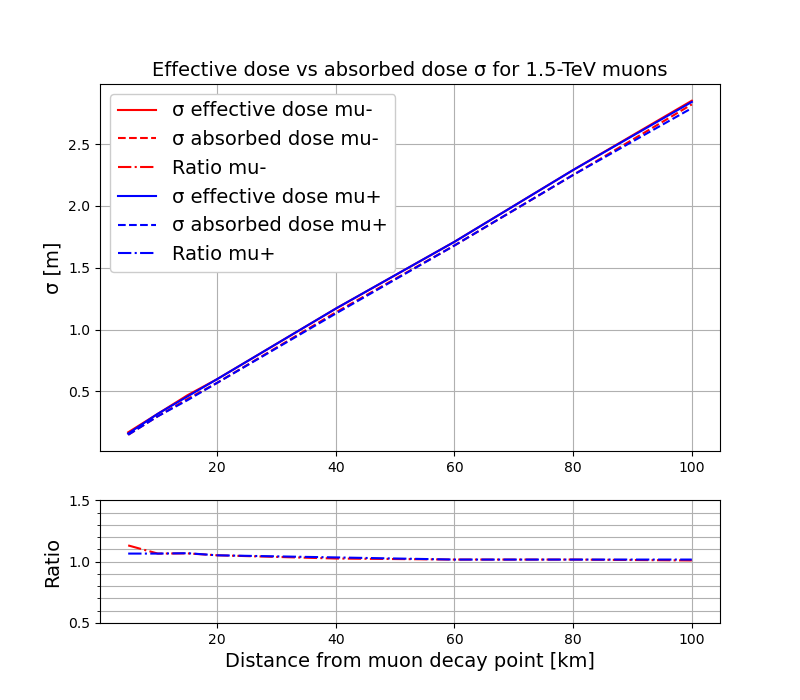 Effective dose vs absorbed dose σ for 1.5-TeV muons
σ effective dose mu-
σ absorbed dose mu-
Ratio mu-
σ effective dose mu+
σ absorbed dose mu+
Ratio mu+
σ [m]
2.5
2.0
1.5
1.0
0.5
20 40 60 80 100
Ratio
1.5
1.0
0.5
20 40 60 80 100
Distance from muon decay point [km]